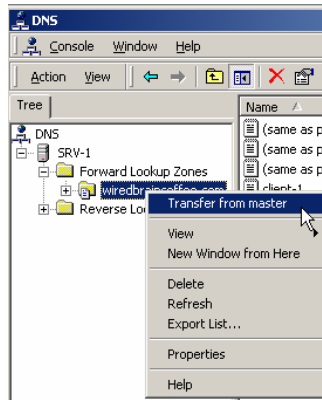 DNS
Console Window Help
Action View
Tree
Name
DNS
(same as p
SRV-1
(same as p
Forward Lookup Zones
(same as p
wiredbraincoffee.com
client-1
Reverse Loo
Transfer from master
View
New Window from Here
Delete
Refresh
Export List...
Properties
Help